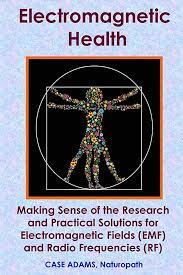 Electromagnetic
Health
Making Sense of the Research
and Practical Solutions for
Electromagnetic Fields (EMF)
and Radio Frequencies (RF)
CASE ADAMS, Naturopath